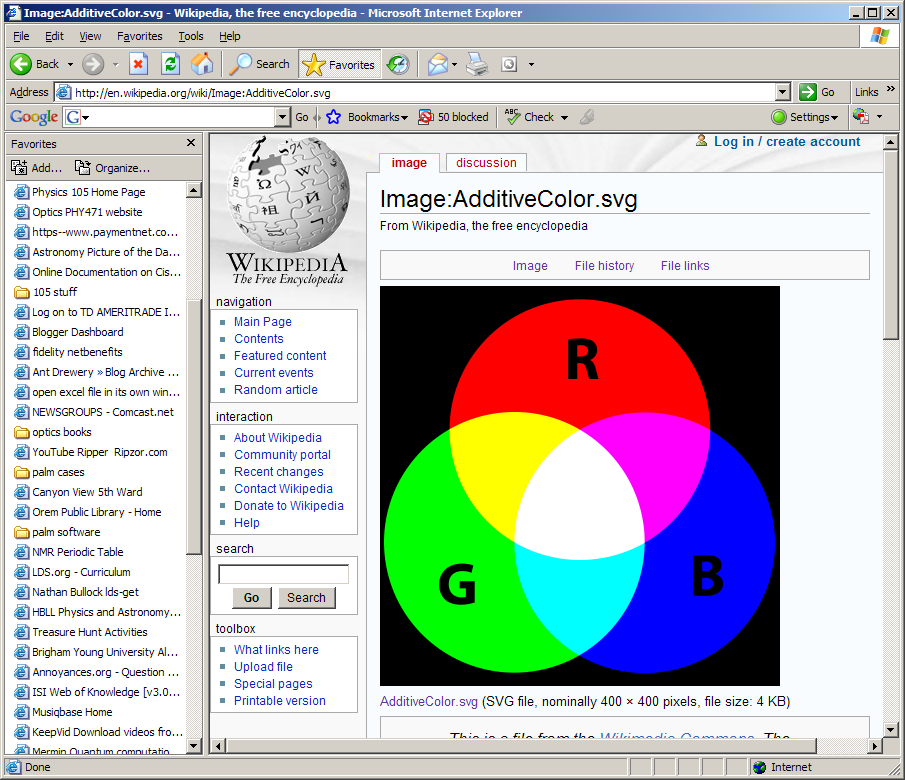 Image:AdditiveColor.svg - Wikipedia, the free encyclopedia - Microsoft Internet Explorer
File Edit View Favorites Tools Help
Back Search Favorites
Address http://en.wikipedia.org/wiki/Image:AdditiveColor.svg Go Links »
Google G Go Bookmarks 50 blocked ABC Check Settings
Favorites
Add... Organize...
Physics 105 Home Page
Optics PHY471 website
https--www.paymentnet.co...
Astronomy Picture of the Da...
Online Documentation on Cis...
105 stuff
Log on to TD AMERITRADE I...
Blogger Dashboard
fidelity netbenefits
Ant Drewery » Blog Archive ...
open excel file in its own win...
NEWSGROUPS - Comcast.net
optics books
YouTube Ripper Ripzor.com
palm cases
Canyon View 5th Ward
Orem Public Library - Home
palm software
NMR Periodic Table
LDS.org - Curriculum
Nathan Bullock lds-get
HBLL Physics and Astronomy...
Treasure Hunt Activities
Brigham Young University Al...
Annoyances.org - Question ...
ISI Web of Knowledge [v3.0...
Musiqbase Home
KeepVid Download videos fro...
Mermin Quantum computatio...
WIKIPEDIA
The Free Encyclopedia
navigation
Main Page
Contents
Featured content
Current events
Random article
interaction
About Wikipedia
Community portal
Recent changes
Contact Wikipedia
Donate to Wikipedia
Help
search
Go Search
toolbox
What links here
Upload file
Special pages
Printable version
Log in / create account
image discussion
Image:AdditiveColor.svg
From Wikipedia, the free encyclopedia
Image File history File links
R
G
B
AdditiveColor.svg (SVG file, nominally 400 × 400 pixels, file size: 4 KB)
This is a file from the Wikimedia Commons. The
Done Internet